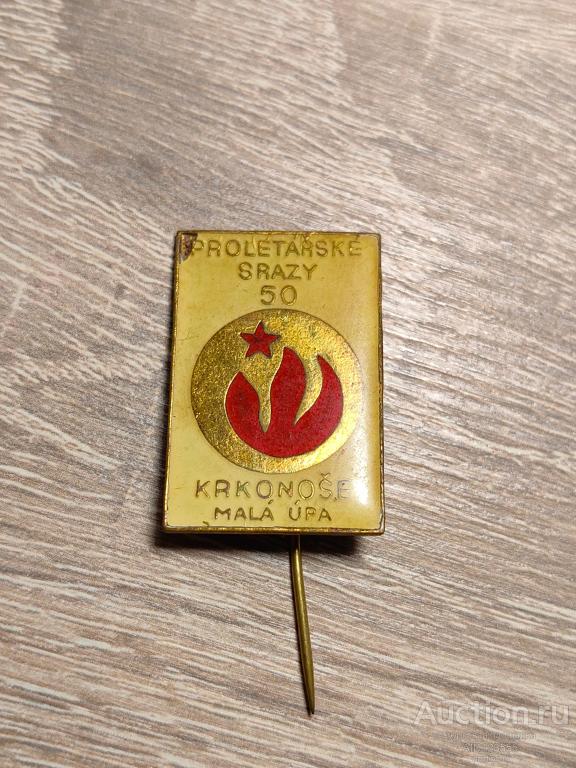 PROLETÁŘSKÉ
SRAZY
50
KRKONOŠE
MALÁ ÚPA
Auction.ru